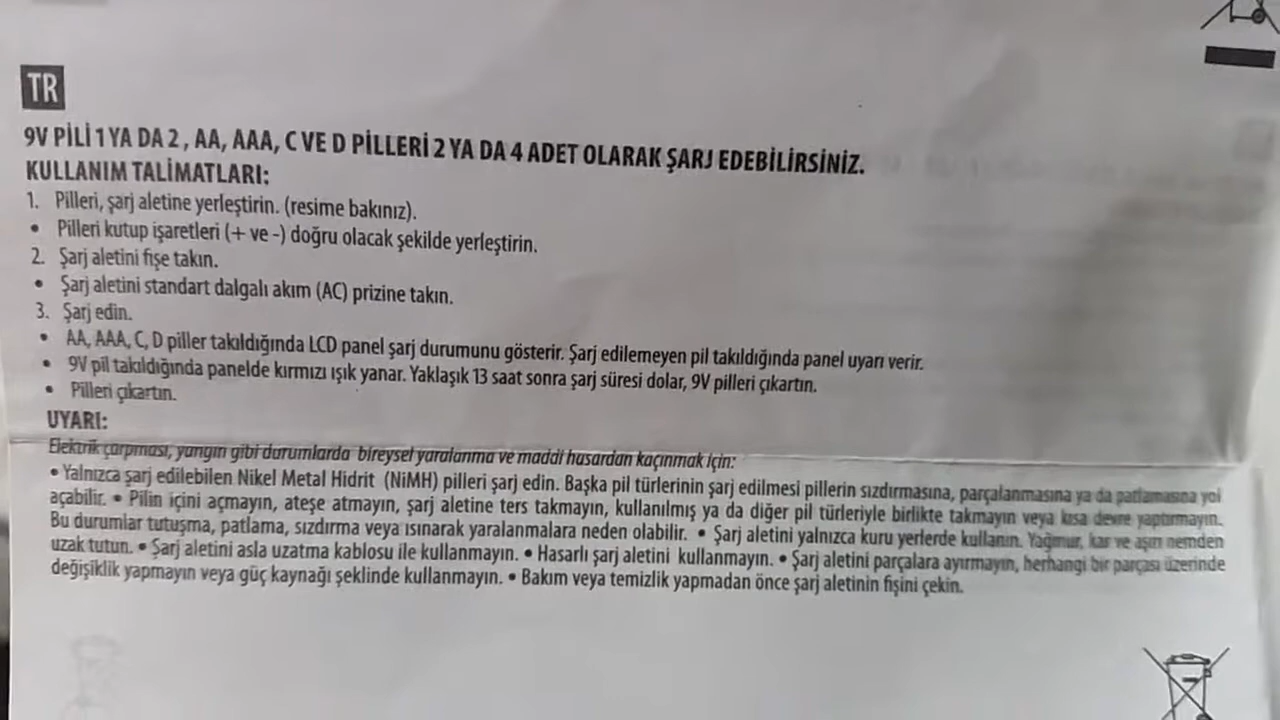 TR
9V PİLİ 1 YA DA 2 , AA, AAA, C VE D PİLLERİ 2 YA DA 4 ADET OLARAK ŞARJ EDEBİLİRSİNİZ.
KULLANIM TALİMATLARI:
1. Pilleri, şarj aletine yerleştirin. (resime bakınız).
• Pilleri kutup işaretleri (+ ve -) doğru olacak şekilde yerleştirin.
2. Şarj aletini fişe takın.
• Şarj aletini standart dalgalı akım (AC) prizine takın.
3. Şarj edin.
• AA, AAA, C, D piller takıldığında LCD panel şarj durumunu gösterir. Şarj edilemeyen pil takıldığında panel uyarı verir.
• 9V pil takıldığında panelde kırmızı ışık yanar. Yaklaşık 13 saat sonra şarj süresi dolar, 9V pilleri çıkartın.
• Pilleri çıkartın.
UYARI:
Elektrik çarpması, yangın gibi durumlarda bireysel yaralanma ve maddi hasardan kaçınmak için:
• Yalnızca şarj edilebilen Nikel Metal Hidrit (NiMH) pilleri şarj edin. Başka pil türlerinin şarj edilmesi pillerin sızdırmasına, parçalanmasına ya da patlamasına yol
açabilir. • Pilin içini açmayın, ateşe atmayın, şarj aletine ters takmayın, kullanılmış ya da diğer pil türleriyle birlikte takmayın veya kısa devre yaptırmayın.
Bu durumlar tutuşma, patlama, sızdırma veya ısınarak yaralanmalara neden olabilir. • Şarj aletini yalnızca kuru yerlerde kullanın. Yağmur, kar ve aşırı nemden
uzak tutun. • Şarj aletini asla uzatma kablosu ile kullanmayın. • Hasarlı şarj aletini kullanmayın. • Şarj aletini parçalara ayırmayın, herhangi bir parçası üzerinde
değişiklik yapmayın veya güç kaynağı şeklinde kullanmayın. • Bakım veya temizlik yapmadan önce şarj aletinin fişini çekin.